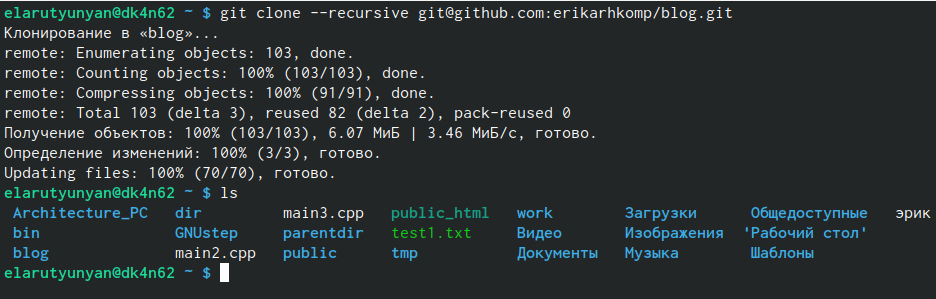 elarutyunyan@dk4n62 ~ $ git clone --recursive git@github.com:erikarhkomp/blog.git
Клонирование в «blog»...
remote: Enumerating objects: 103, done.
remote: Counting objects: 100% (103/103), done.
remote: Compressing objects: 100% (91/91), done.
remote: Total 103 (delta 3), reused 82 (delta 2), pack-reused 0
Получение объектов: 100% (103/103), 6.07 МиБ | 3.46 МиБ/с, готово.
Определение изменений: 100% (3/3), готово.
Updating files: 100% (70/70), готово.
elarutyunyan@dk4n62 ~ $ ls
Architecture_PC dir main3.cpp public_html work Загрузки Общедоступные эрик
bin GNUstep parentdir test1.txt Видео Изображения 'Рабочий стол'
blog main2.cpp public tmp Документы Музыка Шаблоны
elarutyunyan@dk4n62 ~ $